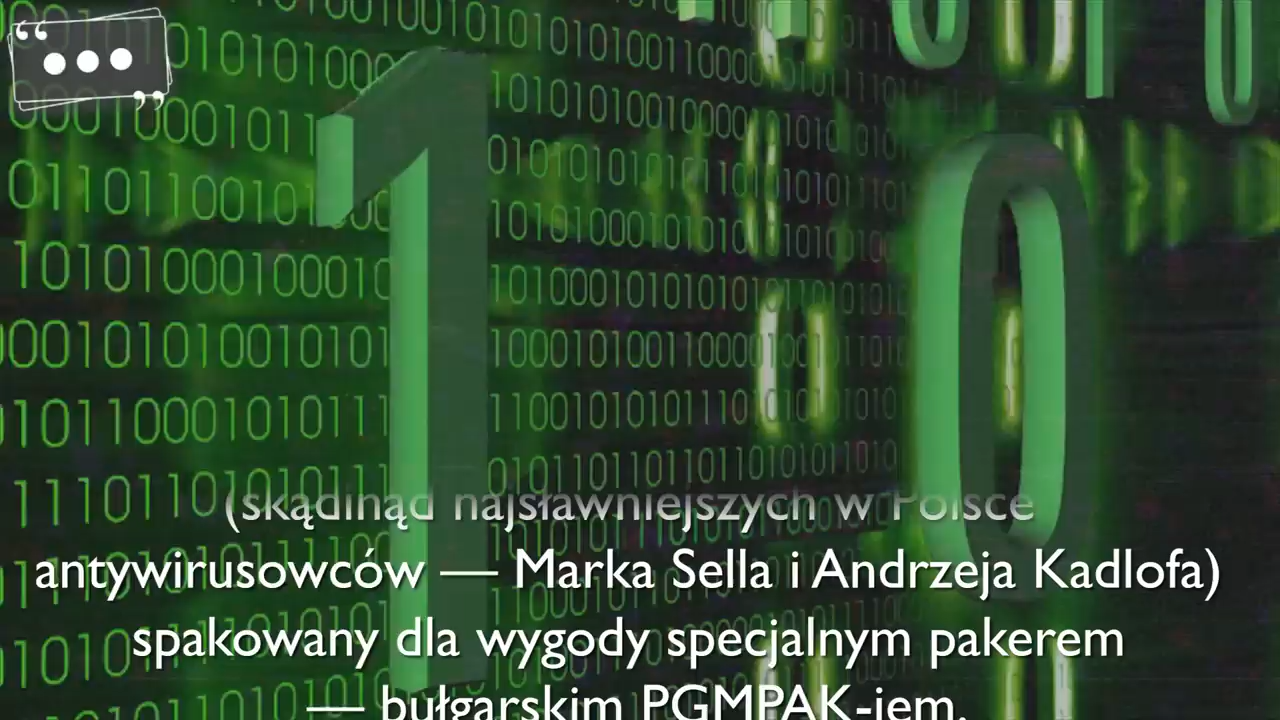 (skądinąd najsławniejszych w Polsce
antywirusowców — Marka Sella i Andrzeja Kadlofa)
spakowany dla wygody specjalnym pakerem
— bułgarskim PGMPAK-iem.